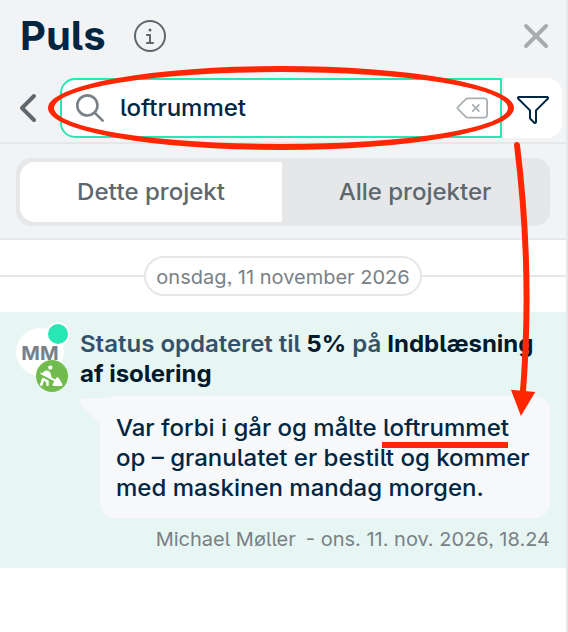 Puls
loftrummet
Dette projekt
Alle projekter
onsdag, 11 november 2026
MM
Status opdateret til 5% på Indblæsning
af isolering
Var forbi i går og målte loftrummet
op – granulatet er bestilt og kommer
med maskinen mandag morgen.
Michael Møller - ons. 11. nov. 2026, 18.24